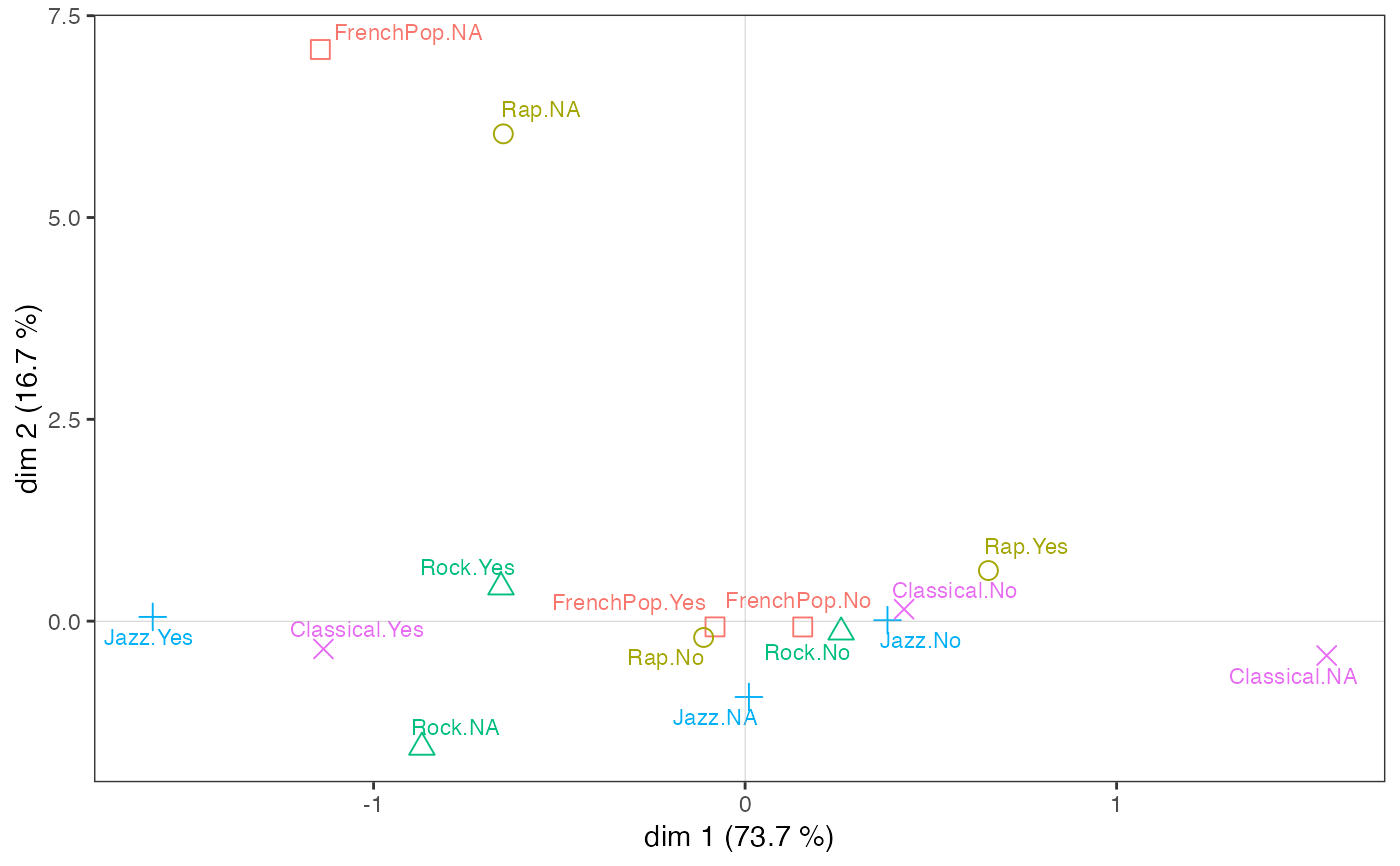 7.5
FrenchPop.NA
Rap.NA
5.0
dim 2 (16.7 %)
2.5
Rap.Yes
Rock.Yes
Classical.No
FrenchPop.Yes
FrenchPop.No
0.0
Classical.Yes
Jazz.Yes
Jazz.No
Rock.No
Rap.No
Classical.NA
Jazz.NA
Rock.NA
-1
0
1
dim 1 (73.7 %)